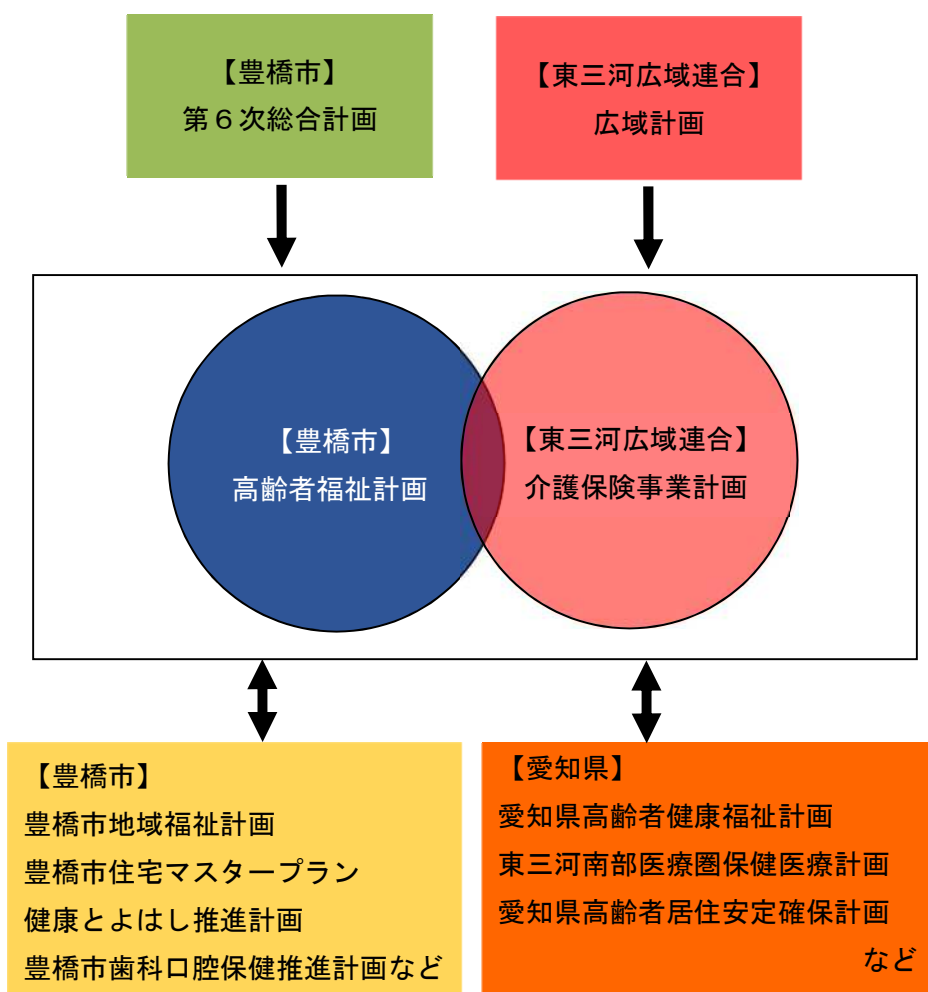 【豊橋市】
第６次総合計画
【東三河広域連合】
広域計画
【豊橋市】
高齢者福祉計画
【東三河広域連合】
介護保険事業計画
【豊橋市】
豊橋市地域福祉計画
豊橋市住宅マスタープラン
健康とよはし推進計画
豊橋市歯科口腔保健推進計画など
【愛知県】
愛知県高齢者健康福祉計画
東三河南部医療圏保健医療計画
愛知県高齢者居住安定確保計画
など